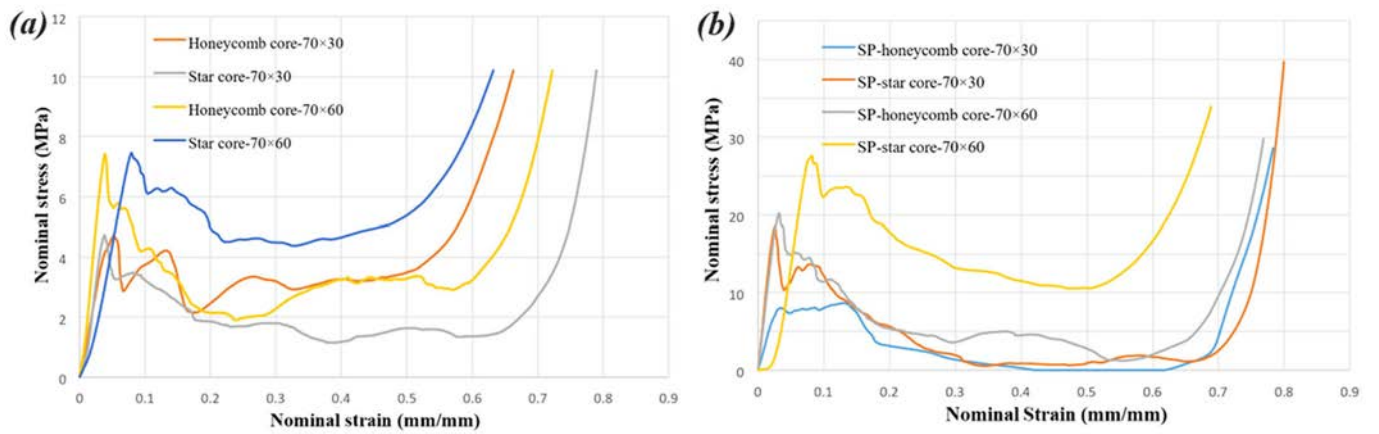 (a)
12
10
8
6
4
2
0
Nominal stress (MPa)
Honeycomb core-70×30
Star core-70×30
Honeycomb core-70×60
Star core-70×60
0 0.1 0.2 0.3 0.4 0.5 0.6 0.7 0.8 0.9
Nominal strain (mm/mm)
(b)
40
30
20
10
0
Nominal stress (MPa)
SP-honeycomb core-70×30
SP-star core-70×30
SP-honeycomb core-70×60
SP-star core-70×60
0 0.1 0.2 0.3 0.4 0.5 0.6 0.7 0.8 0.9
Nominal Strain (mm/mm)